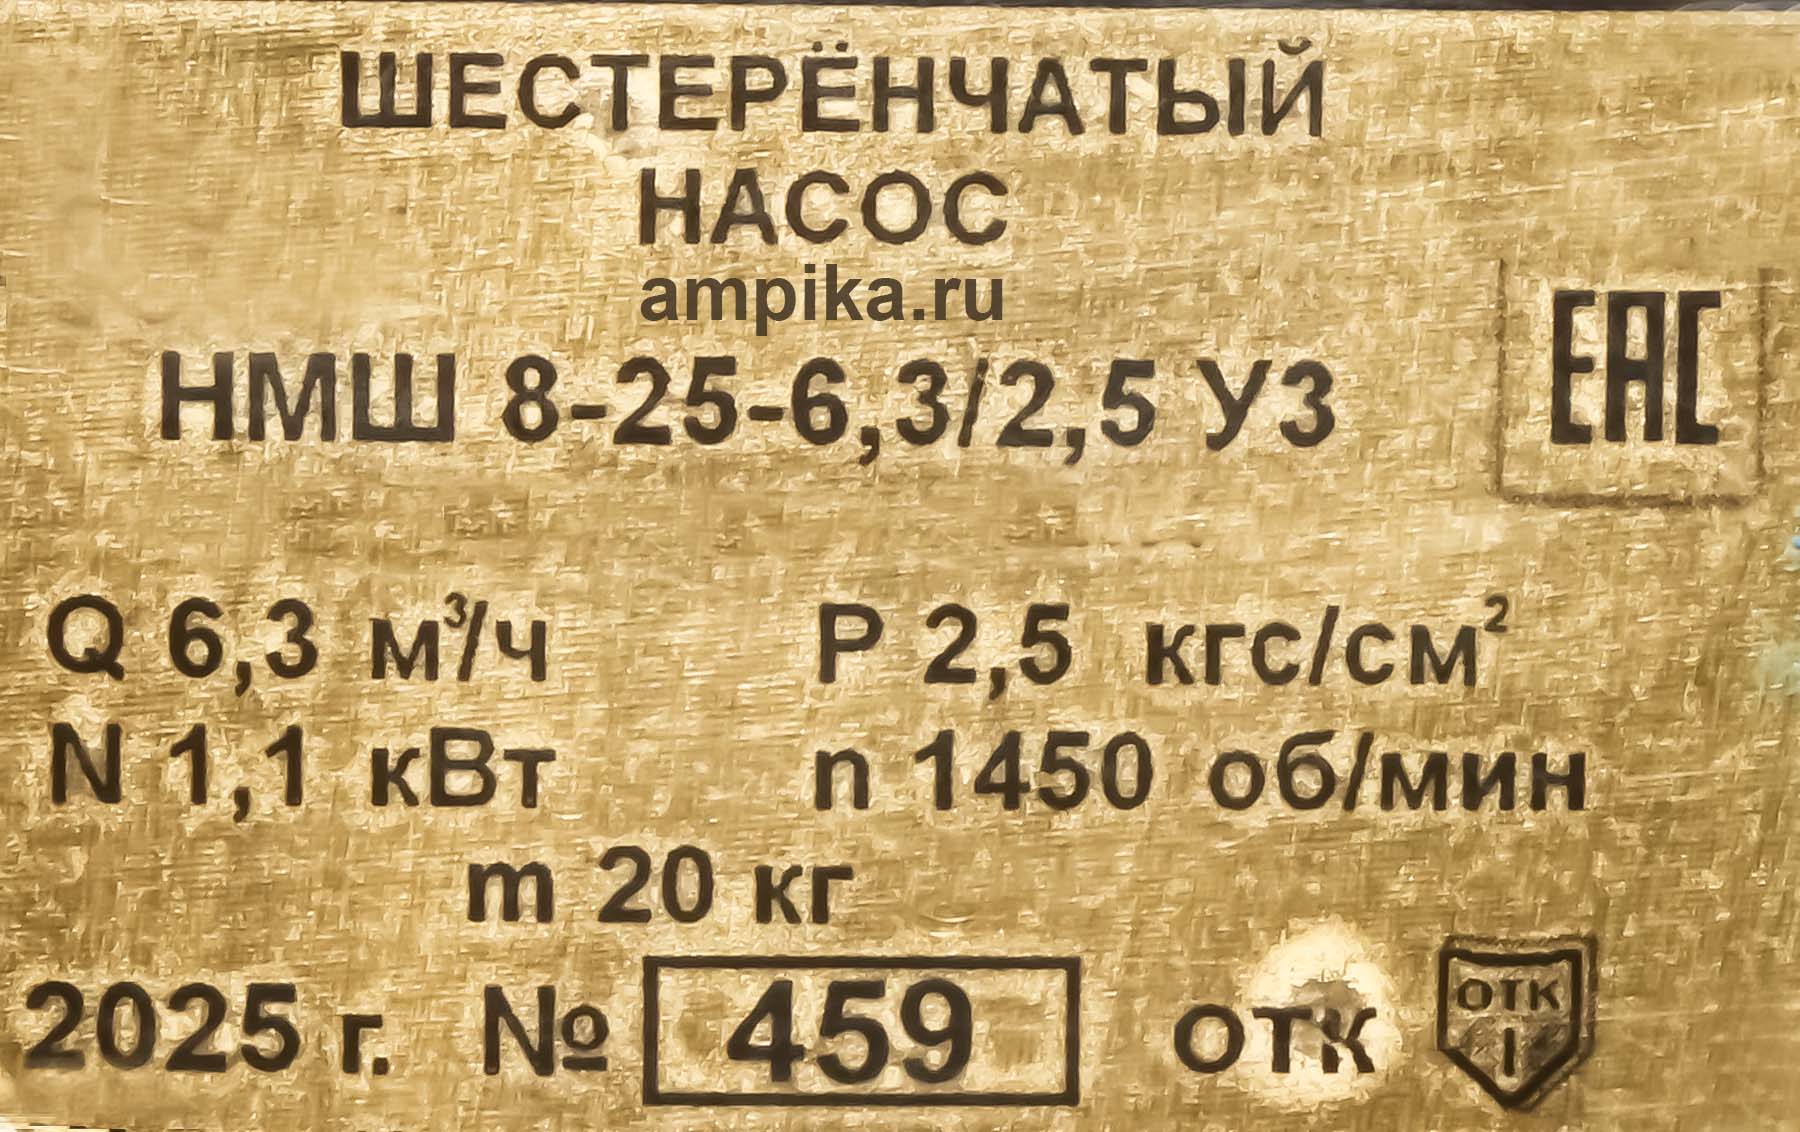 ШЕСТЕРЁНЧАТЫЙ
НАСОС
ampika.ru
НМШ 8-25-6,3/2,5 У3
ЕАС
Q 6,3 м³/ч P 2,5 кгс/см²
N 1,1 кВт n 1450 об/мин
m 20 кг
2025 г. № 459 ОТК ОТК I